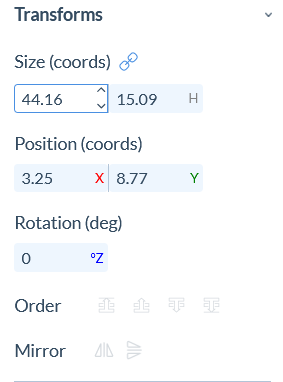 Transforms
Size (coords)
44.16 15.09 H
Position (coords)
3.25 X 8.77 Y
Rotation (deg)
0 °Z
Order
Mirror